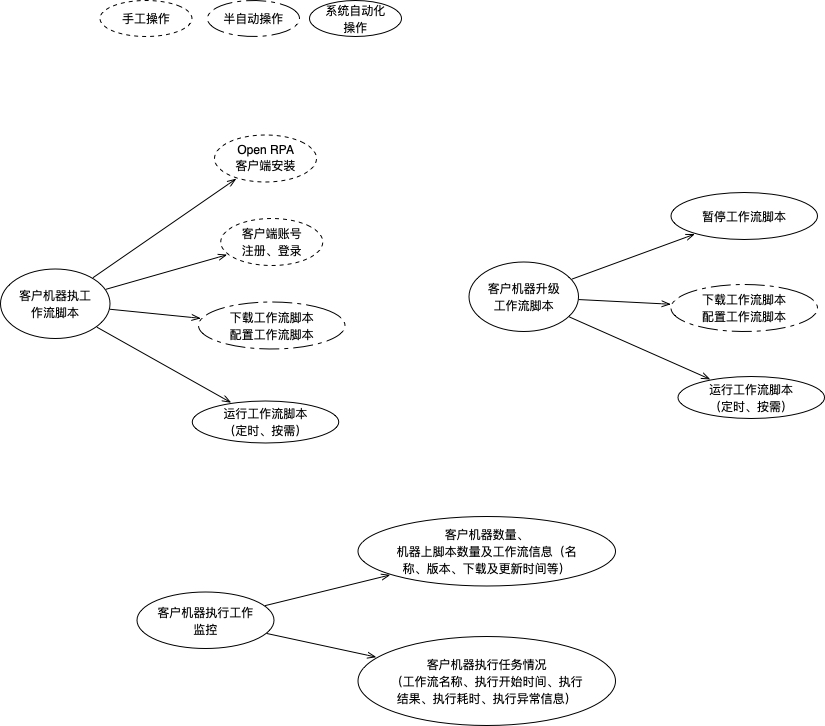 手工操作
半自动操作
系统自动化
操作
Open RPA
客户端安装
客户端账号
注册、登录
客户机器执工
作流脚本
下载工作流脚本
配置工作流脚本
运行工作流脚本
（定时、按需）
暂停工作流脚本
客户机器升级
工作流脚本
下载工作流脚本
配置工作流脚本
运行工作流脚本
（定时、按需）
客户机器数量、
机器上脚本数量及工作流信息（名
称、版本、下载及更新时间等）
客户机器执行工作
监控
客户机器执行任务情况
（工作流名称、执行开始时间、执行
结果、执行耗时、执行异常信息）